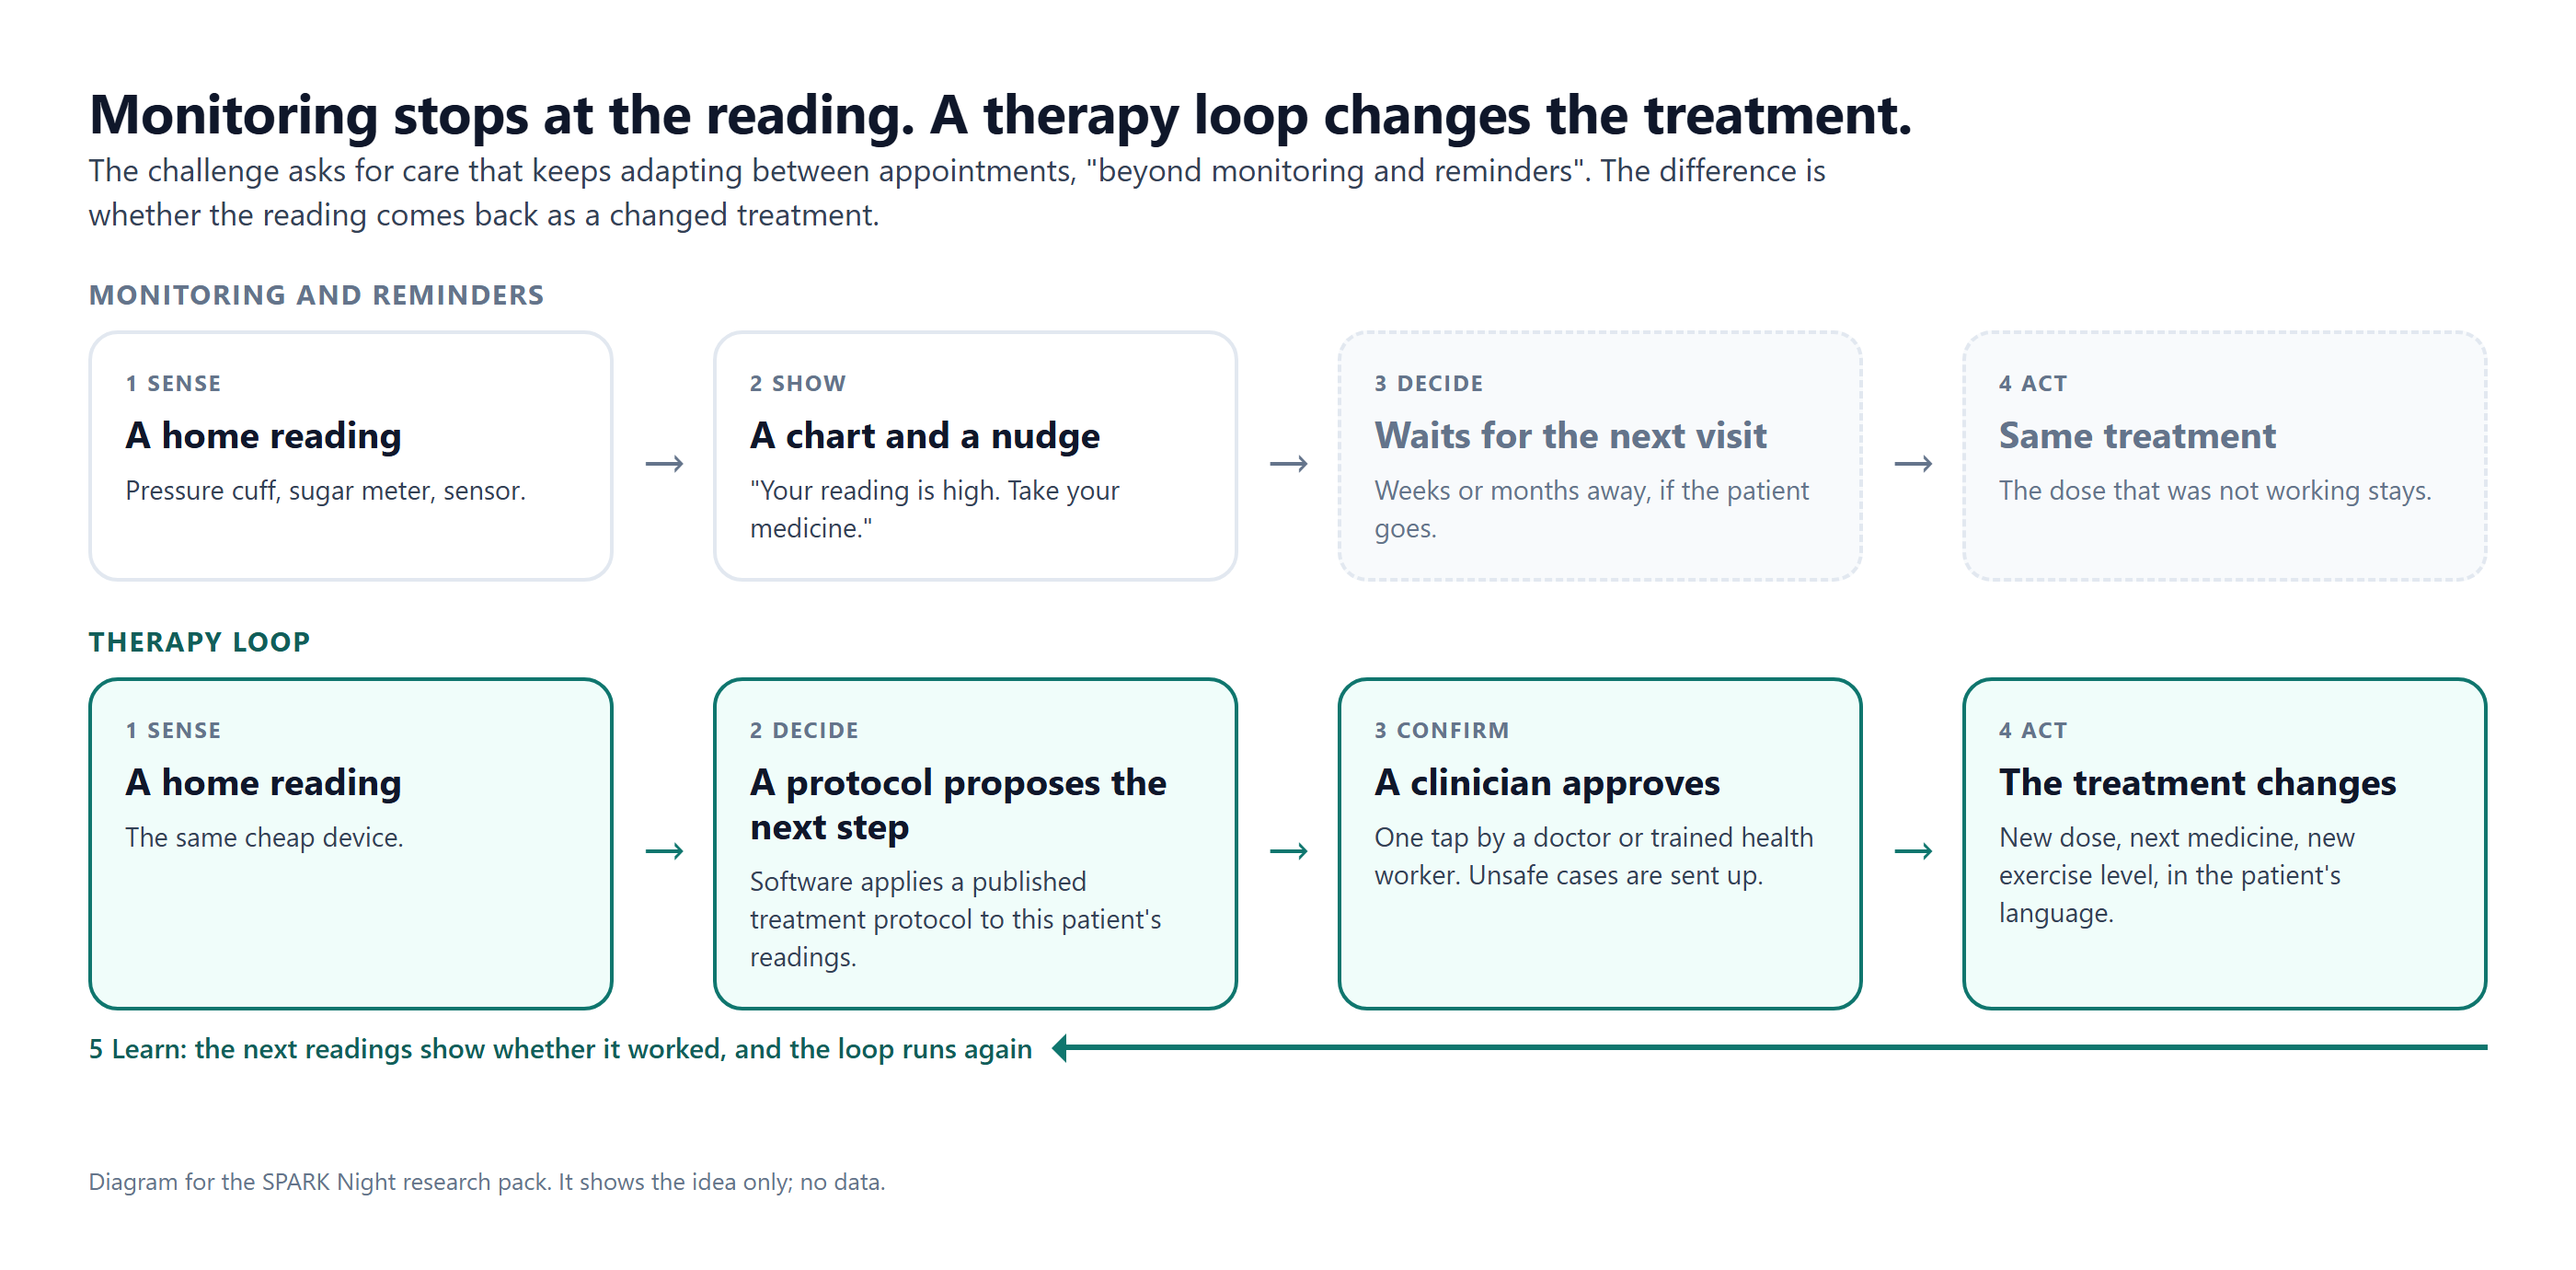 Monitoring stops at the reading. A therapy loop changes the treatment.
The challenge asks for care that keeps adapting between appointments, "beyond monitoring and reminders". The difference is
whether the reading comes back as a changed treatment.
MONITORING AND REMINDERS
1 SENSE
A home reading
Pressure cuff, sugar meter, sensor.
→
2 SHOW
A chart and a nudge
"Your reading is high. Take your
medicine."
→
3 DECIDE
Waits for the next visit
Weeks or months away, if the patient
goes.
→
4 ACT
Same treatment
The dose that was not working stays.
THERAPY LOOP
1 SENSE
A home reading
The same cheap device.
→
2 DECIDE
A protocol proposes the
next step
Software applies a published
treatment protocol to this patient's
readings.
→
3 CONFIRM
A clinician approves
One tap by a doctor or trained health
worker. Unsafe cases are sent up.
→
4 ACT
The treatment changes
New dose, next medicine, new
exercise level, in the patient's
language.
5 Learn: the next readings show whether it worked, and the loop runs again
Diagram for the SPARK Night research pack. It shows the idea only; no data.